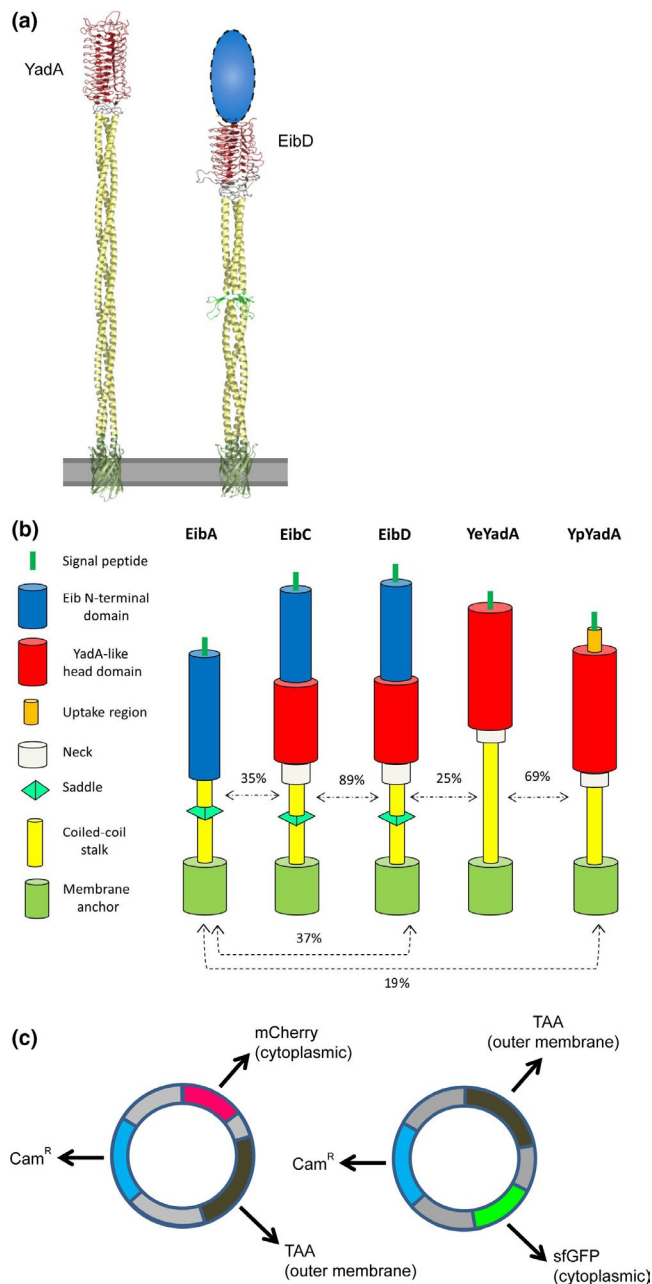 (a)
YadA
EibD
(b)
EibA
EibC
EibD
YeYadA
YpYadA
Signal peptide
Eib N-terminal
domain
YadA-like
head domain
Uptake region
Neck
Saddle
Coiled-coil
stalk
Membrane
anchor
35%
89%
25%
69%
37%
19%
(c)
mCherry
(cytoplasmic)
Cam^R
TAA
(outer membrane)
TAA
(outer membrane)
Cam^R
sfGFP
(cytoplasmic)